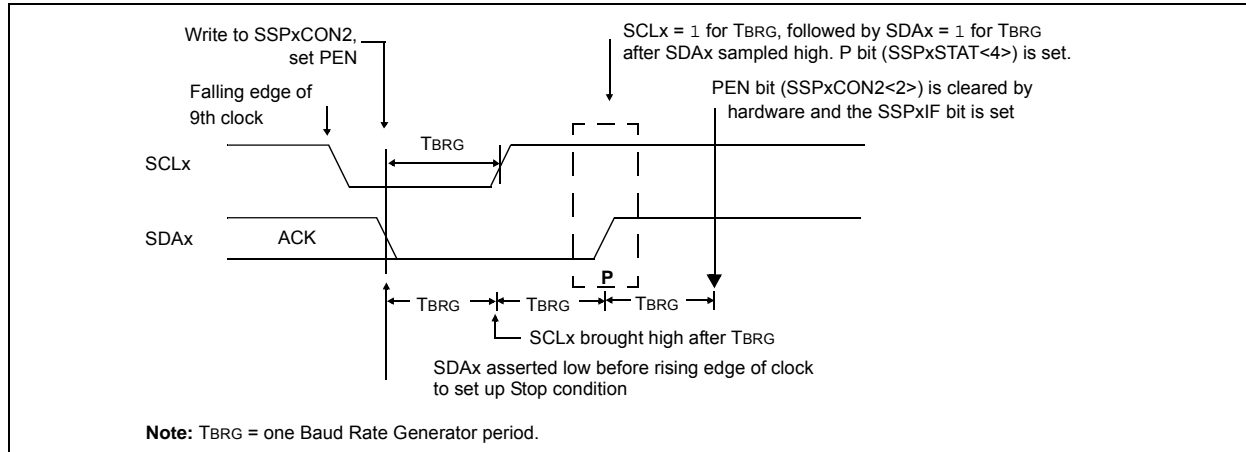 Write to SSPxCON2,
set PEN
SCLx = 1 for TBRG, followed by SDAx = 1 for TBRG
after SDAx sampled high. P bit (SSPxSTAT<4>) is set.
Falling edge of
9th clock
PEN bit (SSPxCON2<2>) is cleared by
hardware and the SSPxIF bit is set
TBRG
SCLx
SDAx
ACK
P
TBRG
TBRG
TBRG
SCLx brought high after TBRG
SDAx asserted low before rising edge of clock
to set up Stop condition
Note: TBRG = one Baud Rate Generator period.